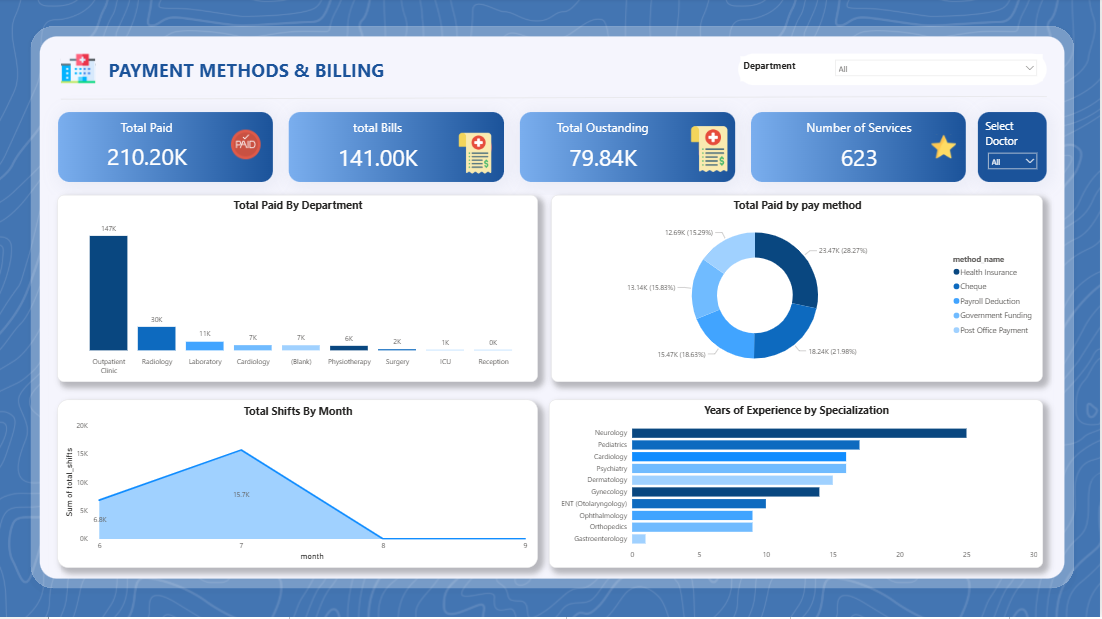 PAYMENT METHODS & BILLING
Department
All
Total Paid
210.20K
PAID
total Bills
141.00K
Total Oustanding
79.84K
Number of Services
623
Select
Doctor
All
Total Paid By Department
147K
30K
11K
7K
7K
6K
2K
1K
0K
Outpatient
Clinic
Radiology
Laboratory
Cardiology
(Blank)
Physiotherapy
Surgery
ICU
Reception
Total Paid by pay method
12.69K (15.29%)
23.47K (28.27%)
13.14K (15.83%)
15.47K (18.63%)
18.24K (21.98%)
method_name
Health Insurance
Cheque
Payroll Deduction
Government Funding
Post Office Payment
Total Shifts By Month
Sum of total_shifts
20K
15K
10K
5K
0K
6.8K
15.7K
6
7
8
9
month
Years of Experience by Specialization
Neurology
Pediatrics
Cardiology
Psychiatry
Dermatology
Gynecology
ENT (Otolaryngology)
Ophthalmology
Orthopedics
Gastroenterology
0
5
10
15
20
25
30